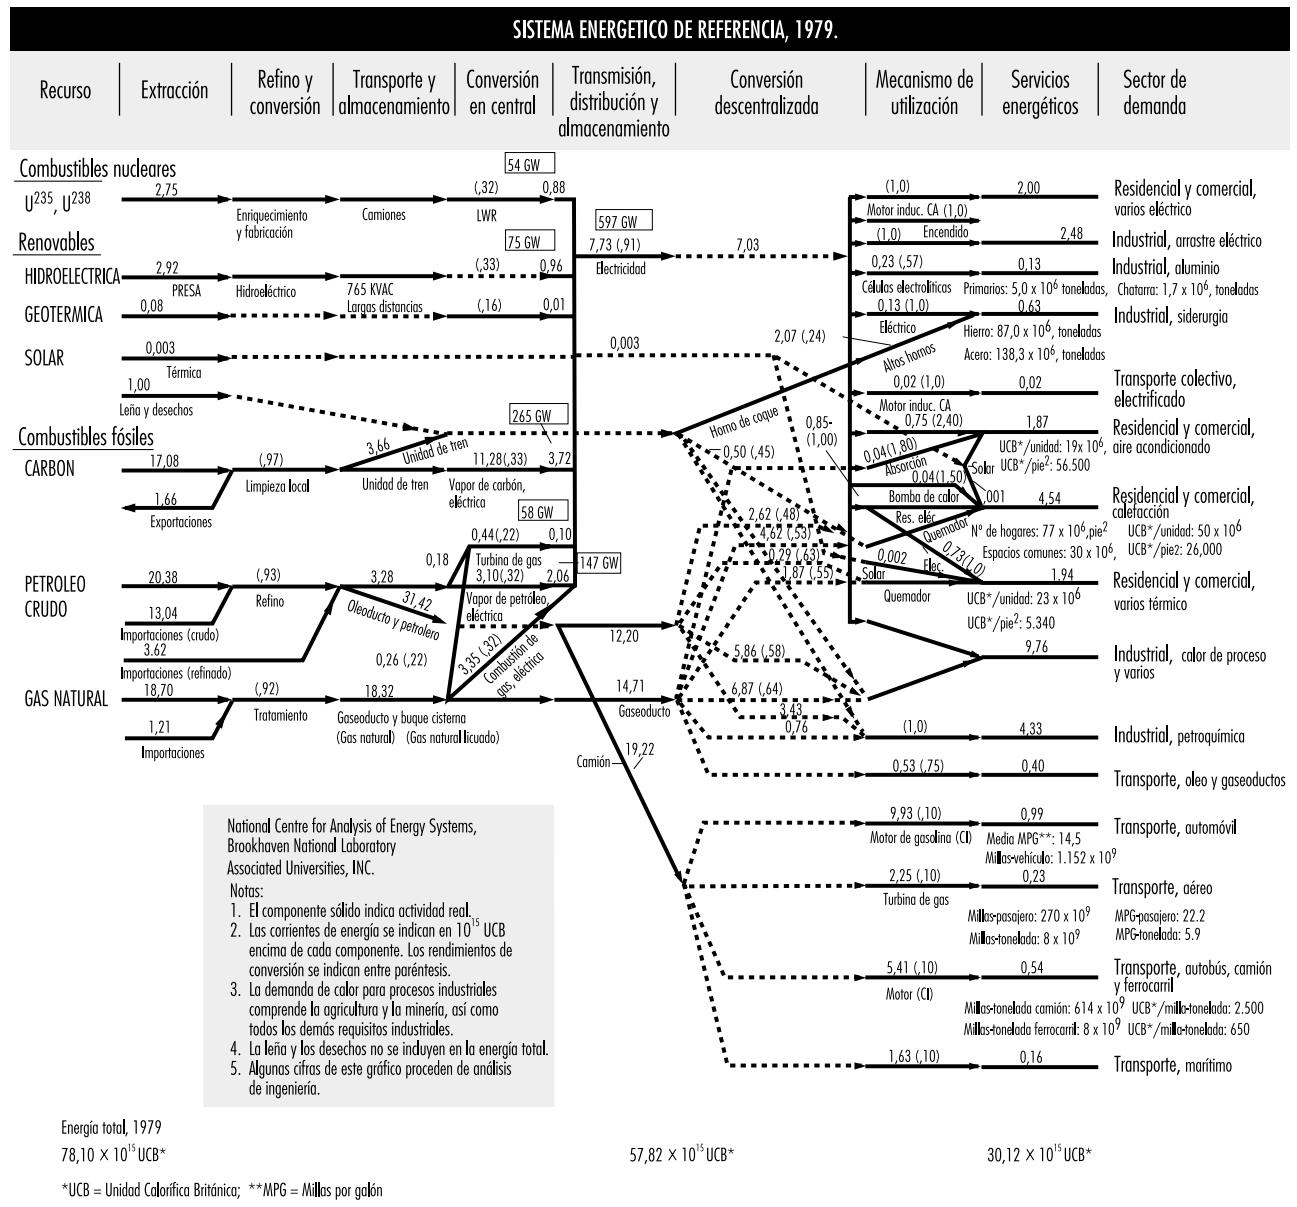 SISTEMA ENERGETICO DE REFERENCIA, 1979.
Recurso
Extracción
Refino y
conversión
Transporte y
almacenamiento
Conversión
en central
Transmisión,
distribución y
almacenamiento
Conversión
descentralizada
Mecanismo de
utilización
Servicios
energéticos
Sector de
demanda
Combustibles nucleares
U235, U238
2,75
Enriquecimiento
y fabricación
Camiones
(,32)
LWR
54 GW
0,88
Renovables
HIDROELECTRICA
2,92
PRESA
Hidroeléctrico
765 KVAC
Largas distancias
75 GW
(,33)
0,96
GEOTERMICA
0,08
(,16)
0,01
SOLAR
0,003
Térmica
0,003
1,00
Leña y desechos
597 GW
7,73 (,91)
Electricidad
7,03
Combustibles fósiles
CARBON
17,08
1,66
Exportaciones
(,97)
Limpieza local
3,66
Unidad de tren
Unidad de tren
265 GW
11,28(,33)
3,72
Vapor de carbón,
eléctrica
58 GW
0,44(,22)
0,10
Turbina de gas
147 GW
0,18
PETROLEO
CRUDO
20,38
13,04
Importaciones (crudo)
3.62
Importaciones (refinado)
(,93)
Refino
3,28
31,42
Oleoducto y petrolero
3,10(,32)
2,06
Vapor de petróleo,
eléctrica
0,26 (,22)
3,35 (,32)
Combustión de
gas, eléctrica
12,20
GAS NATURAL
18,70
1,21
Importaciones
(,92)
Tratamiento
18,32
Gaseoducto y buque cisterna
(Gas natural) (Gas natural licuado)
14,71
Gaseoducto
Camión
19,22
Horno de coque
2,07 (,24)
Altos hornos
0,85-
(1,00)
0,50 (,45)
2,62 (,48)
4,62 (,53)
0,29 (,63)
1,87 (,55)
5,86 (,58)
6,87 (,64)
3,43
0,76
(1,0)
2,00
Residencial y comercial,
varios eléctrico
Motor induc. CA (1,0)
Encendido
(1,0)
2,48
Industrial, arrastre eléctrico
0,23 (,57)
0,13
Industrial, aluminio
Células electrolíticas
Primarios: 5,0 x 106 toneladas,
Chatarra: 1,7 x 106, toneladas
0,13 (1,0)
0,63
Industrial, siderurgia
Eléctrico
Hierro: 87,0 x 106, toneladas
Acero: 138,3 x 106, toneladas
0,02 (1,0)
0,02
Transporte colectivo,
electrificado
Motor induc. CA
0,75 (2,40)
1,87
Residencial y comercial,
aire acondicionado
0,04(1,80)
Absorción
UCB*/unidad: 19x 106
UCB*/pie2: 56.500
Solar
0,04(1,50)
Bomba de calor
,001
4,54
Residencial y comercial,
calefacción
Res. eléc.
Quemador
Nº de hogares: 77 x 106,pie2
UCB*/unidad: 50 x 106
Espacios comunes: 30 x 106,
UCB*/pie2: 26,000
0,002
Elec.
0,73(1,0)
Solar
Quemador
1.94
Residencial y comercial,
varios térmico
UCB*/unidad: 23 x 106
UCB*/pie2: 5.340
9,76
Industrial, calor de proceso
y varios
(1,0)
4,33
Industrial, petroquímica
0,53 (,75)
0,40
Transporte, oleo y gaseoductos
9,93 (,10)
0,99
Transporte, automóvil
Motor de gasolina (CI)
Media MPG**: 14,5
Millas-vehículo: 1.152 x 109
2,25 (,10)
0,23
Transporte, aéreo
Turbina de gas
Millas-pasajero: 270 x 109
MPG-pasajero: 22.2
Millas-tonelada: 8 x 109
MPG-tonelada: 5.9
5,41 (,10)
0,54
Transporte, autobús, camión
y ferrocarril
Motor (CI)
Millas-tonelada camión: 614 x 109
UCB*/milla-tonelada: 2.500
Millas-tonelada ferrocarril: 8 x 109
UCB*/milla-tonelada: 650
1,63 (,10)
0,16
Transporte, marítimo
National Centre for Analysis of Energy Systems,
Brookhaven National Laboratory
Associated Universities, INC.
Notas:
1. El componente sólido indica actividad real.
2. Las corrientes de energía se indican en 1015 UCB
encima de cada componente. Los rendimientos de
conversión se indican entre paréntesis.
3. La demanda de calor para procesos industriales
comprende la agricultura y la minería, así como
todos los demás requisitos industriales.
4. La leña y los desechos no se incluyen en la energía total.
5. Algunas cifras de este gráfico proceden de análisis
de ingeniería.
Energía total, 1979
78,10 × 1015 UCB*
57,82 × 1015 UCB*
30,12 × 1015 UCB*
*UCB = Unidad Calorífica Británica; **MPG = Millas por galón